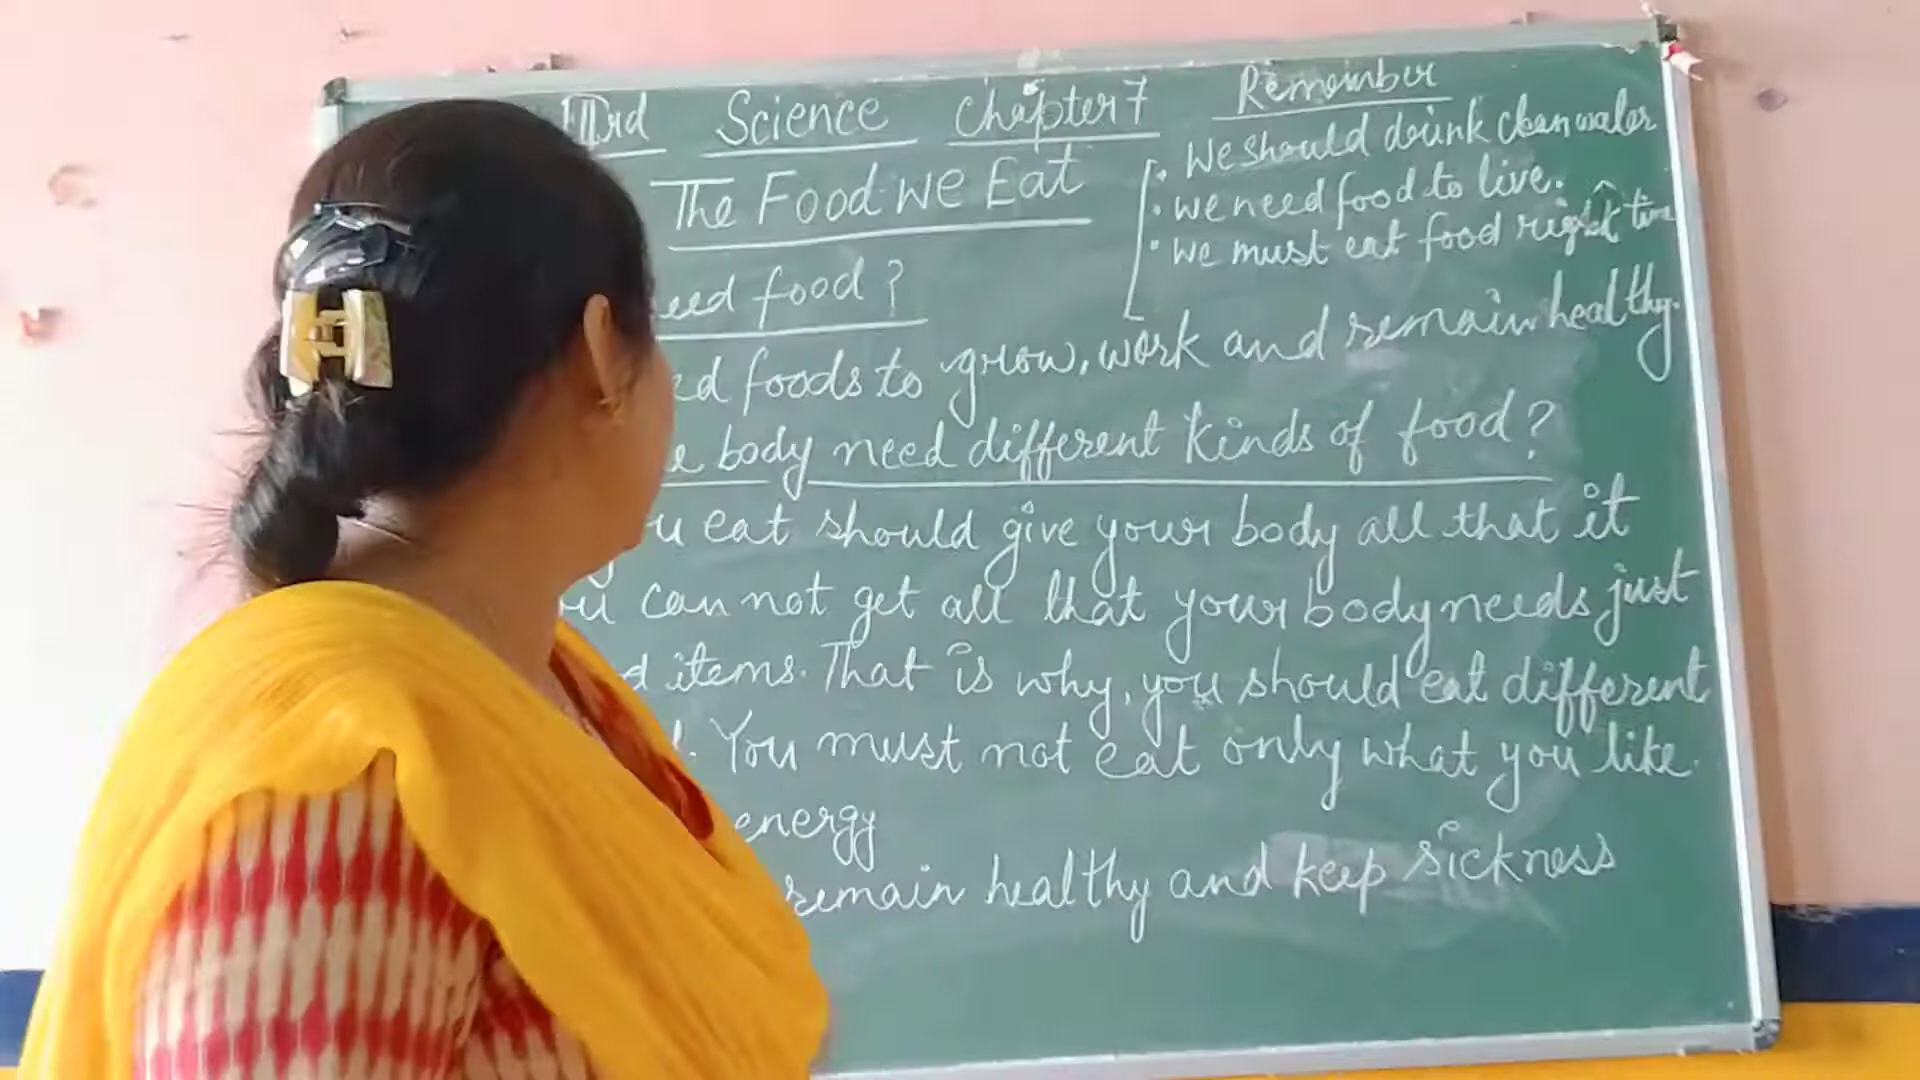 IIIrd Science Chapter 7
The Food We Eat
food?
foods to grow, work and remain healthy.
body need different kinds of food?
eat should give your body all that it
can not get all that your body needs just
items. That is why, you should eat different
You must not eat only what you like.
energy
remain healthy and keep sickness
Remember
• We should drink clean water
• we need food to live.
• we must eat food right time